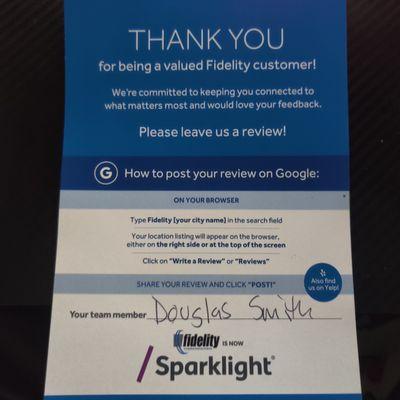 THANK YOU
for being a valued Fidelity customer!
We're committed to keeping you connected to
what matters most and would love your feedback.
Please leave us a review!
G How to post your review on Google:
ON YOUR BROWSER
Type Fidelity [your city name] in the search field
Your location listing will appear on the browser,
either on the right side or at the top of the screen
Click on "Write a Review" or "Reviews"
SHARE YOUR REVIEW AND CLICK "POST!"
Also find
us on Yelp!
Your team member Douglas Smith
fidelity IS NOW
Sparklight®